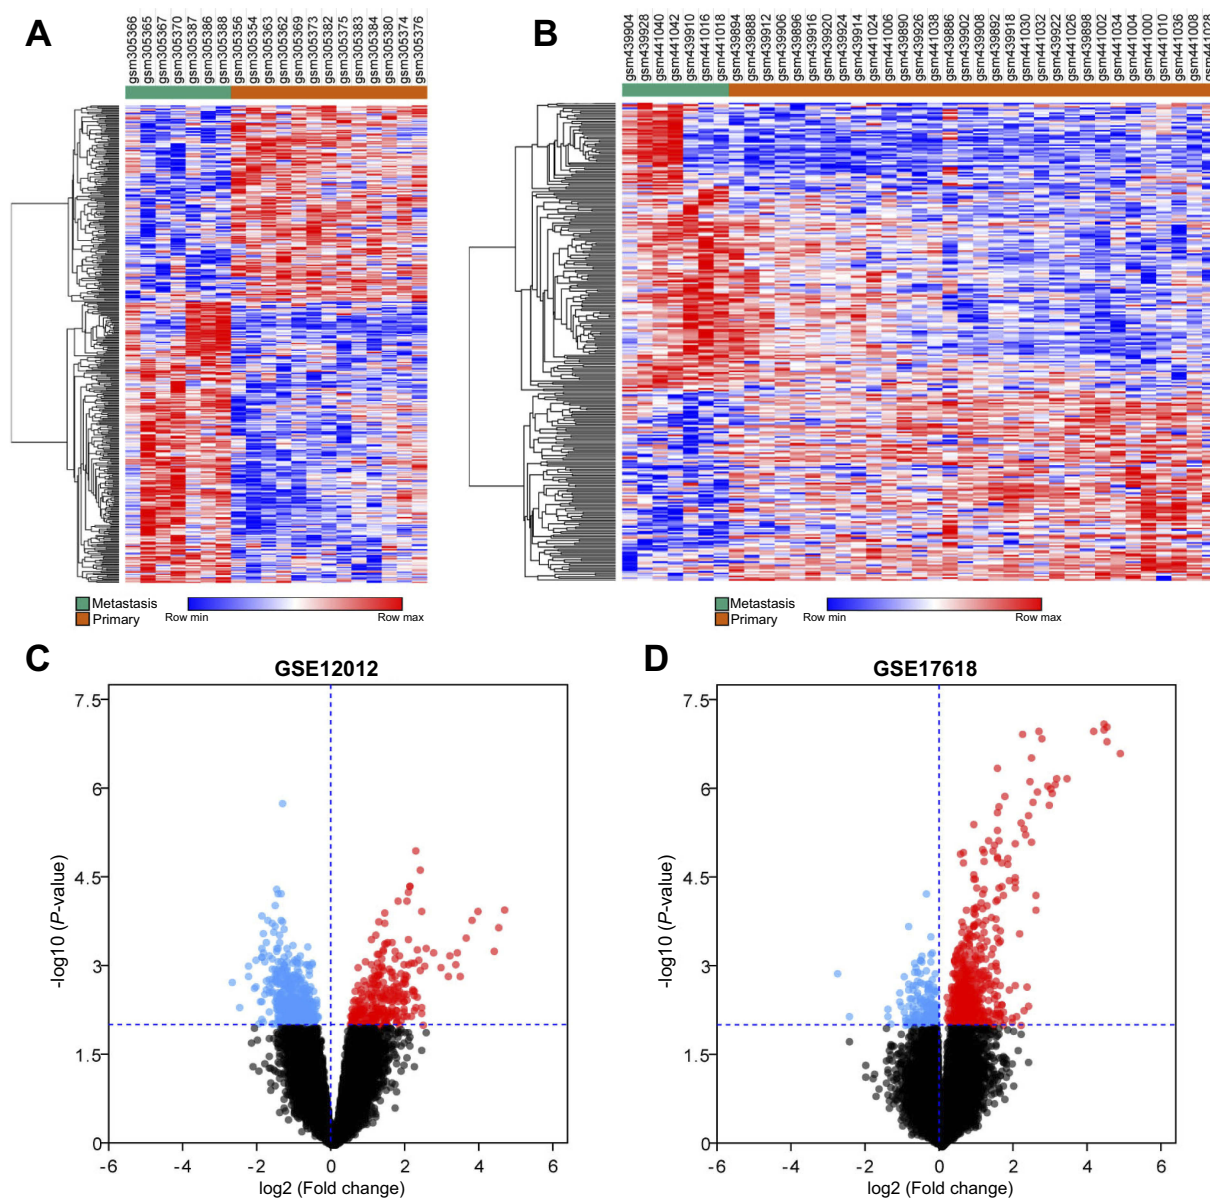 A
gsm305366
gsm305365
gsm305367
gsm305370
gsm305387
gsm305386
gsm305388
gsm305356
gsm305554
gsm305363
gsm305362
gsm305369
gsm305373
gsm305382
gsm305375
gsm305383
gsm305384
gsm305380
gsm305374
gsm305376
B
gsm439904
gsm439928
gsm441040
gsm441042
gsm439910
gsm441016
gsm441018
gsm439894
gsm439888
gsm439912
gsm439906
gsm439896
gsm439916
gsm439920
gsm439924
gsm439914
gsm441024
gsm441006
gsm439890
gsm439926
gsm441038
gsm439886
gsm439902
gsm439908
gsm439892
gsm439918
gsm441030
gsm441032
gsm439922
gsm441026
gsm439898
gsm441002
gsm441034
gsm441004
gsm441000
gsm441010
gsm441036
gsm441008
gsm441028
Metastasis
Primary
Row min
Row max
Metastasis
Primary
Row min
Row max
C
GSE12012
-log10 (P-value)
7.5
6
4.5
3
1.5
0
-6 -4 -2 0 2 4 6
log2 (Fold change)
D
GSE17618
-log10 (P-value)
7.5
6
4.5
3
1.5
0
-6 -4 -2 0 2 4 6
log2 (Fold change)